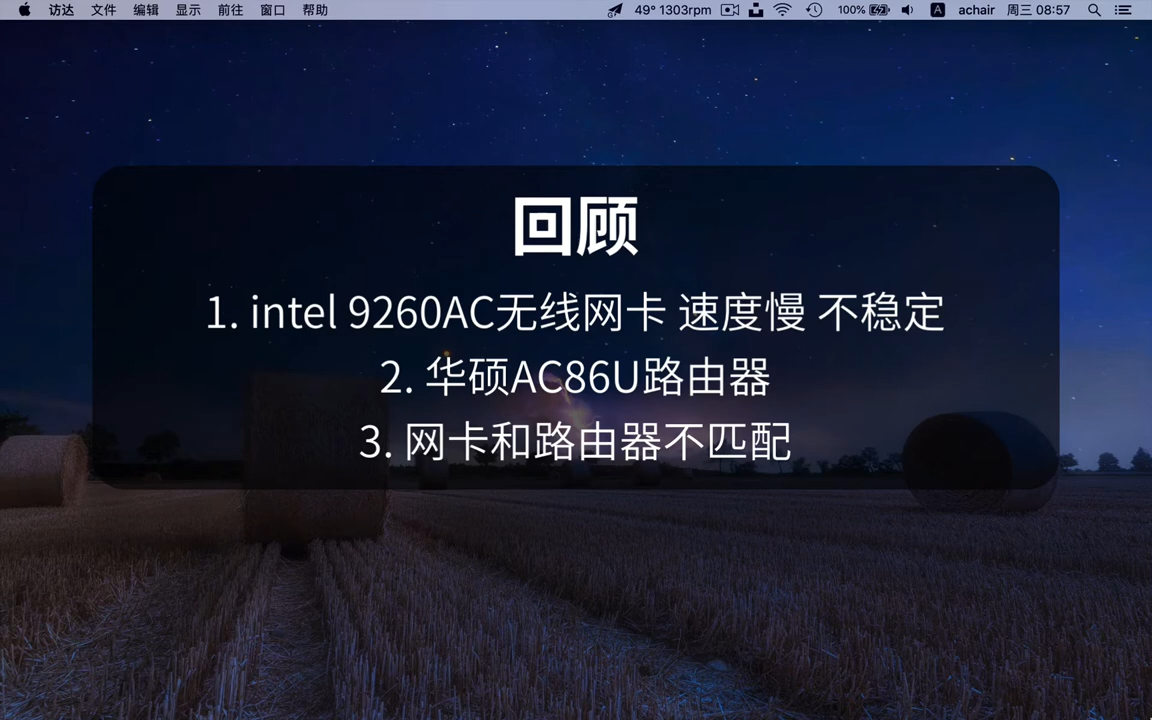 访达 文件 编辑 显示 前往 窗口 帮助 49° 1303rpm 100% A achair 周三 08:57
回顾
1. intel 9260AC无线网卡 速度慢 不稳定
2. 华硕AC86U路由器
3. 网卡和路由器不匹配